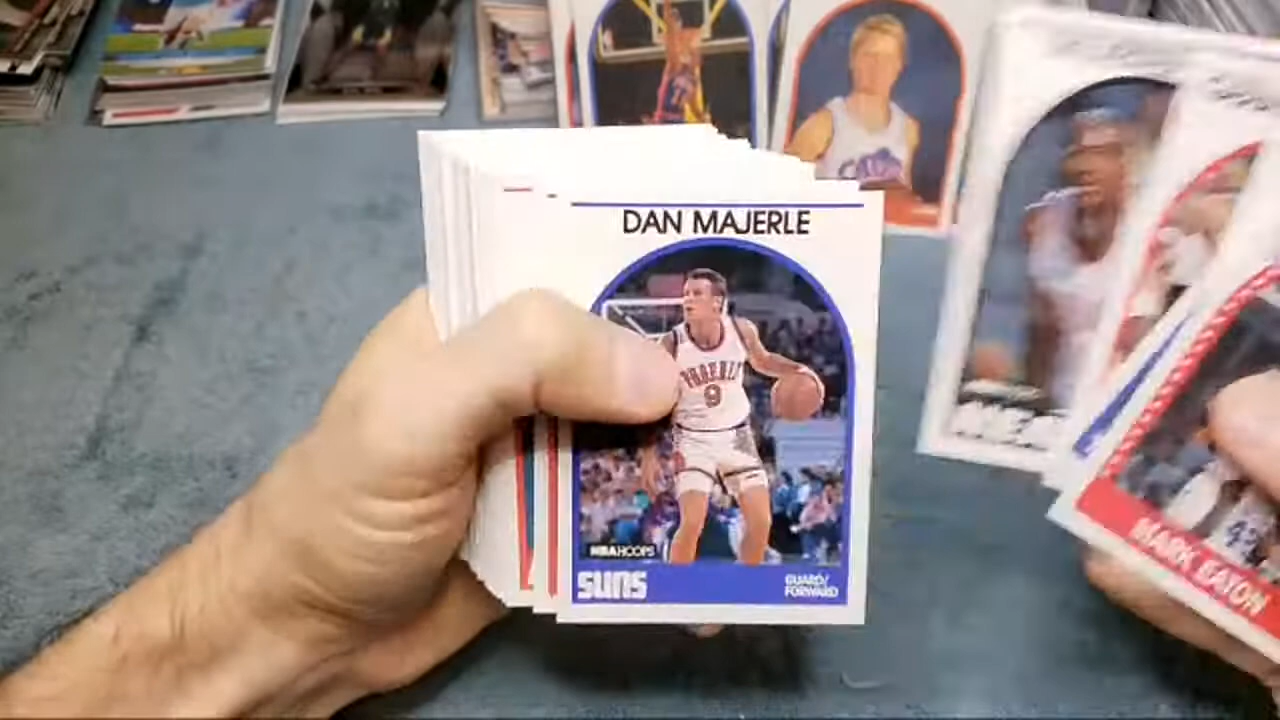 DAN MAJERLE
PHOENIX
9
NBA HOOPS
SUNS
GUARD/
FORWARD
MARK EATON